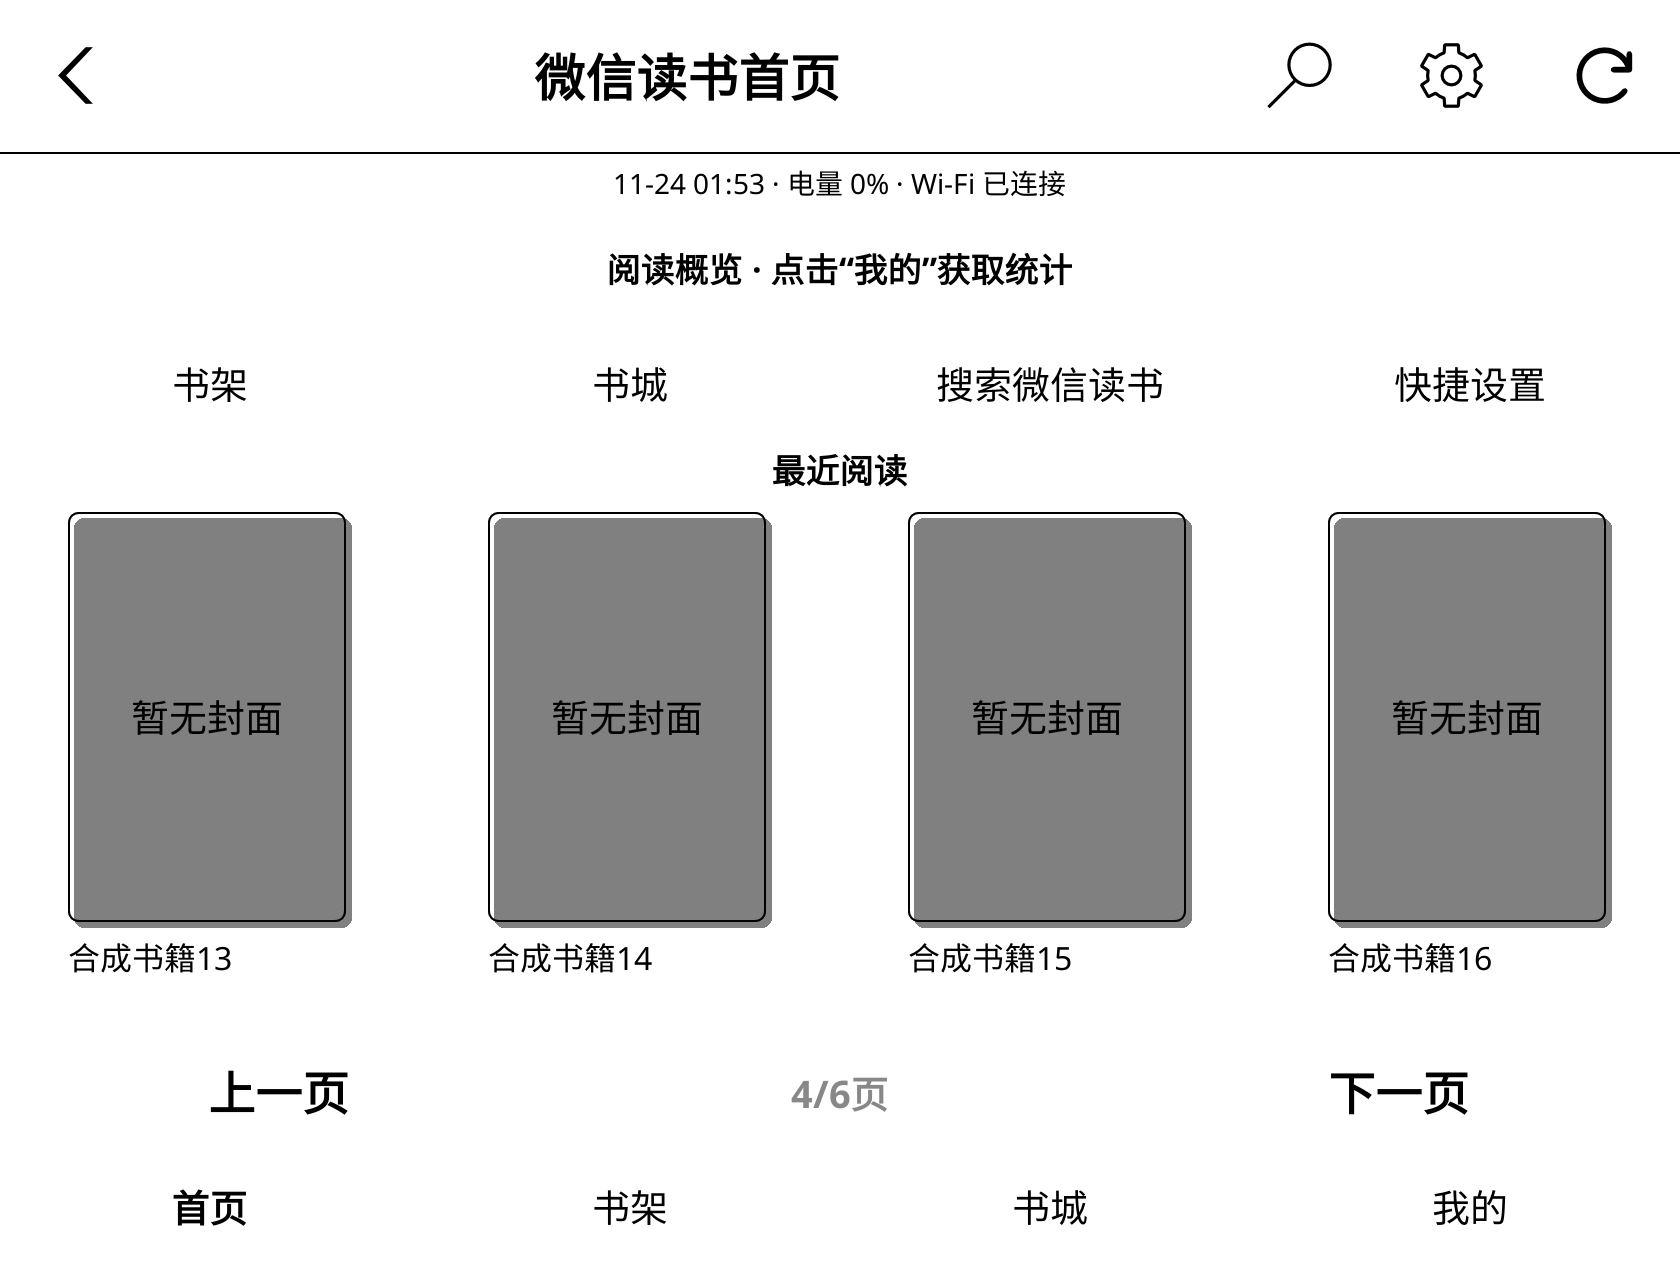 微信读书首页
11-24 01:53 · 电量 0% · Wi-Fi 已连接
阅读概览 · 点击“我的”获取统计
书架 书城 搜索微信读书 快捷设置
最近阅读
暂无封面 暂无封面 暂无封面 暂无封面
合成书籍13 合成书籍14 合成书籍15 合成书籍16
上一页 4/6页 下一页
首页 书架 书城 我的